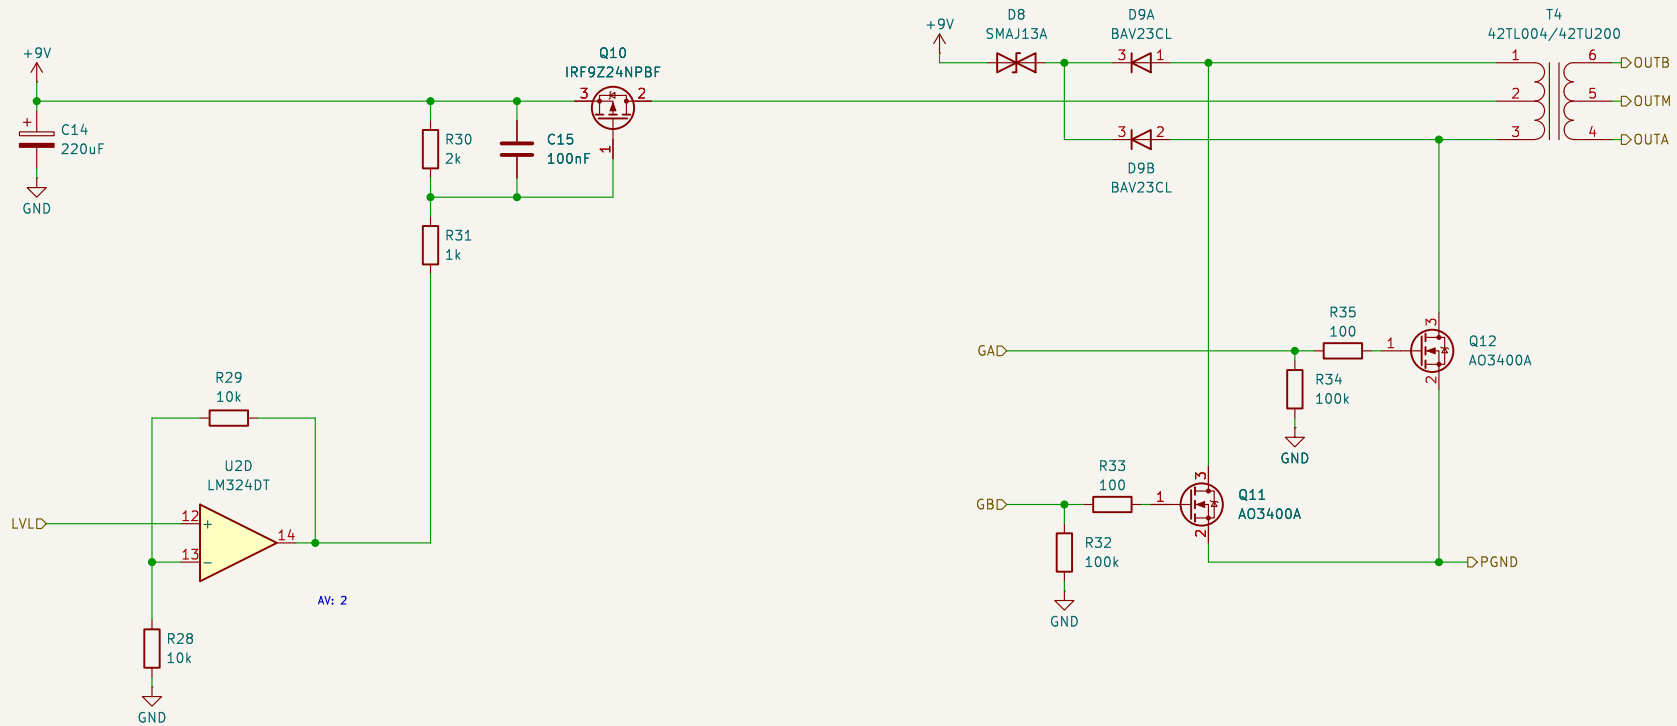 +9V
C14
220uF
GND
R30
2k
C15
100nF
Q10
IRF9Z24NPBF
3
2
1
R31
1k
R29
10k
U2D
LM324DT
LVL
12
+
13
−
14
AV: 2
R28
10k
GND
+9V
D8
SMAJ13A
D9A
BAV23CL
3
1
3
2
D9B
BAV23CL
T4
42TL004/42TU200
1
2
3
6
5
4
OUTB
OUTM
OUTA
GA
R35
100
R34
100k
GND
1
3
2
Q12
AO3400A
GB
R33
100
R32
100k
GND
1
3
2
Q11
AO3400A
PGND
+